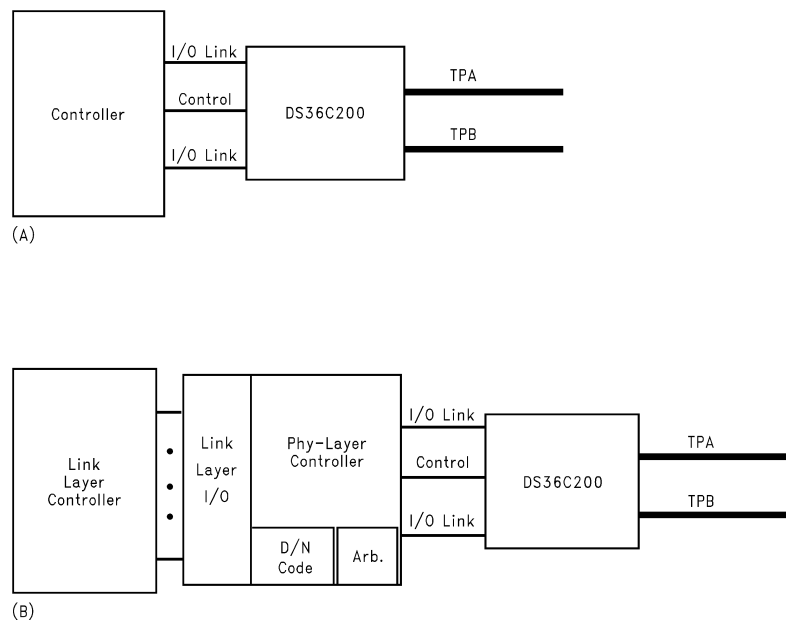 I/O Link
TPA
Control
Controller
DS36C200
TPB
I/O Link
(A)
I/O Link
Link
Layer
I/O
Phy-Layer
Controller
TPA
Control
Link
Layer
Controller
DS36C200
TPB
I/O Link
D/N
Code
Arb.
(B)